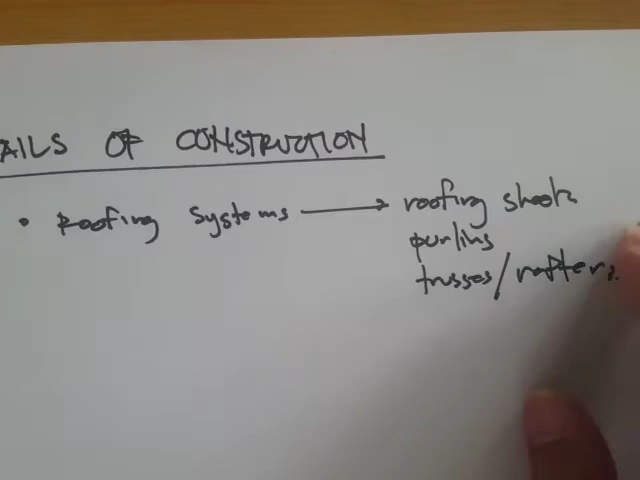 AILS OF CONSTRUCTION
• Roofing Systems → roofing sheets
purlins
trusses/rafters.